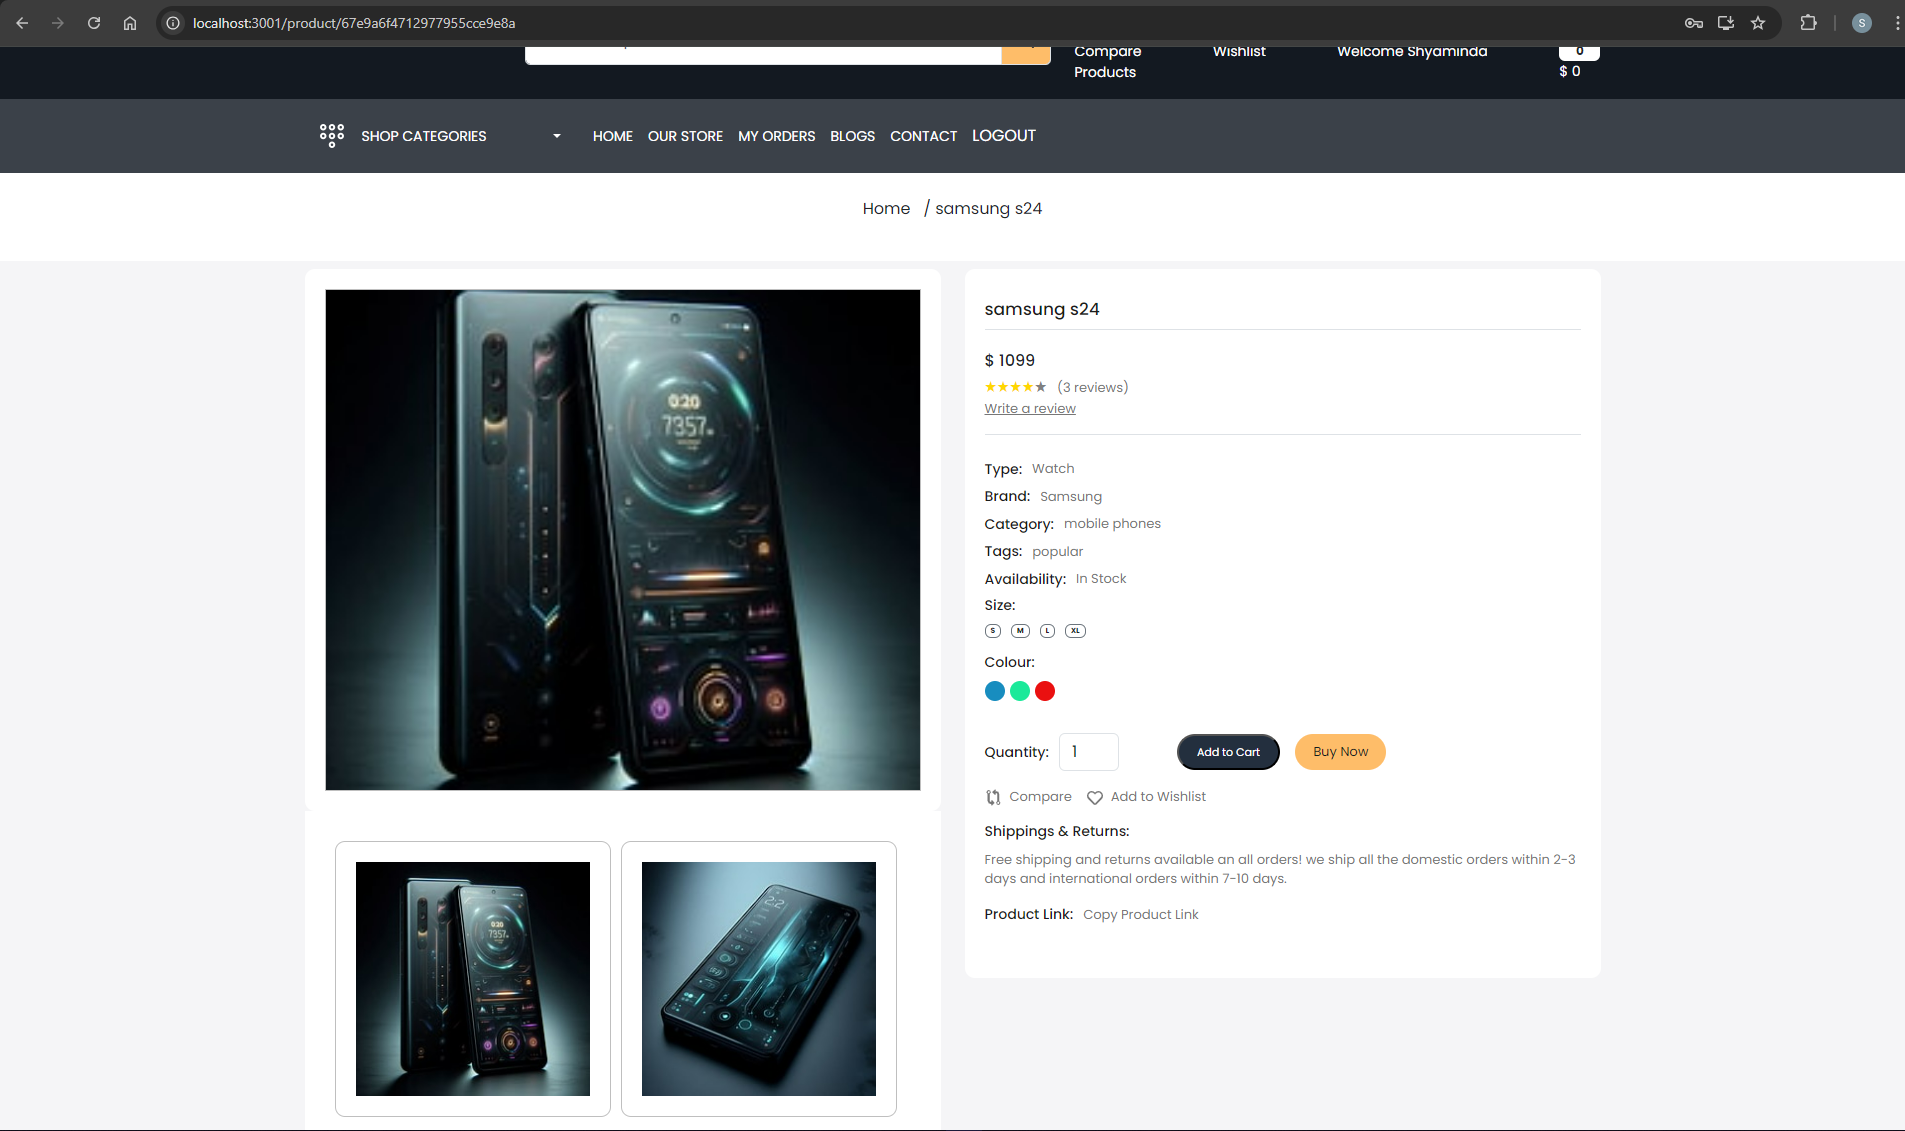 localhost:3001/product/67e9a6f4712977955cce9e8a
S
Compare
Products
Wishlist
Welcome Shyaminda
0
$ 0
SHOP CATEGORIES
HOME
OUR STORE
MY ORDERS
BLOGS
CONTACT
LOGOUT
Home / samsung s24
0:20
7357
samsung s24
$ 1099
★★★★★ (3 reviews)
Write a review
Type: Watch
Brand: Samsung
Category: mobile phones
Tags: popular
Availability: In Stock
Size:
S M L XL
Colour:
Quantity: 1
Add to Cart
Buy Now
Compare
Add to Wishlist
Shippings & Returns:
Free shipping and returns available an all orders! we ship all the domestic orders within 2-3
days and international orders within 7-10 days.
Product Link: Copy Product Link
0:20
7357